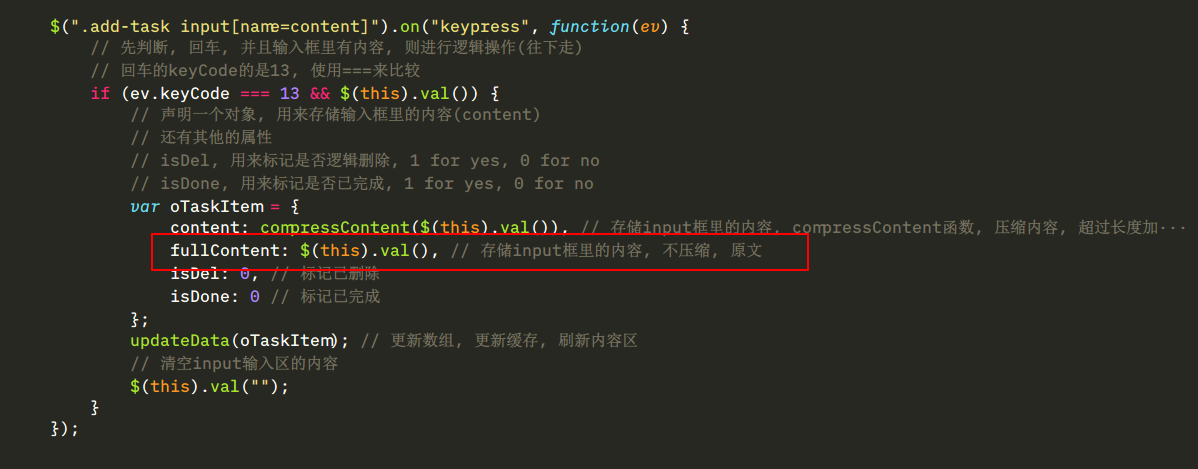 $(".add-task input[name=content]").on("keypress", function(ev) {
// 先判断, 回车, 并且输入框里有内容, 则进行逻辑操作(往下走)
// 回车的keyCode的是13, 使用===来比较
if (ev.keyCode === 13 && $(this).val()) {
// 声明一个对象, 用来存储输入框里的内容(content)
// 还有其他的属性
// isDel, 用来标记是否逻辑删除, 1 for yes, 0 for no
// isDone, 用来标记是否已完成, 1 for yes, 0 for no
var oTaskItem = {
content: compressContent($(this).val()), // 存储input框里的内容, compressContent函数, 压缩内容, 超过长度加···
fullContent: $(this).val(), // 存储input框里的内容, 不压缩, 原文
isDel: 0, // 标记已删除
isDone: 0 // 标记已完成
};
updateData(oTaskItem); // 更新数组, 更新缓存, 刷新内容区
// 清空input输入区的内容
$(this).val("");
}
});